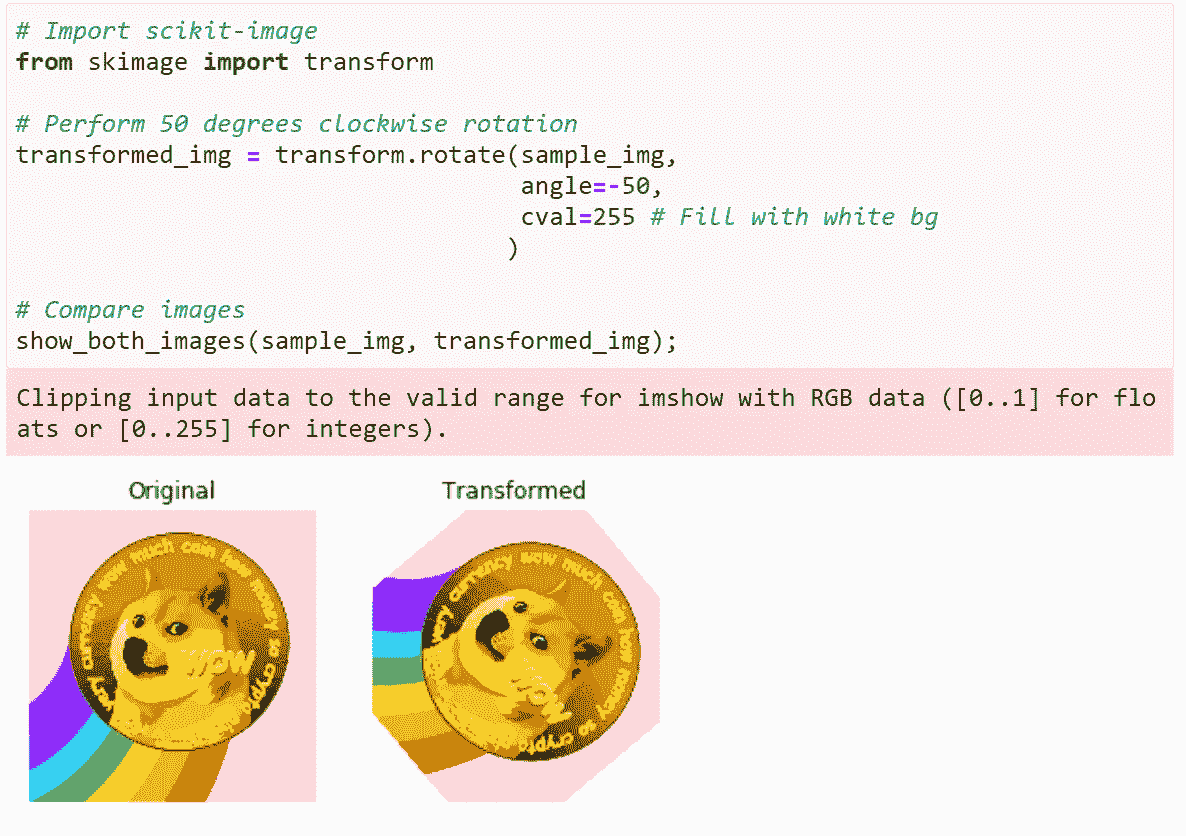 # Import scikit-image
from skimage import transform
# Perform 50 degrees clockwise rotation
transformed_img = transform.rotate(sample_img,
angle=-50,
cval=255 # Fill with white bg
)
# Compare images
show_both_images(sample_img, transformed_img);
Clipping input data to the valid range for imshow with RGB data ([0..1] for flo
ats or [0..255] for integers).
Original
Transformed
wow much coin how money so crypto
currency
wow
currency wow much coin how money so crypto
wow